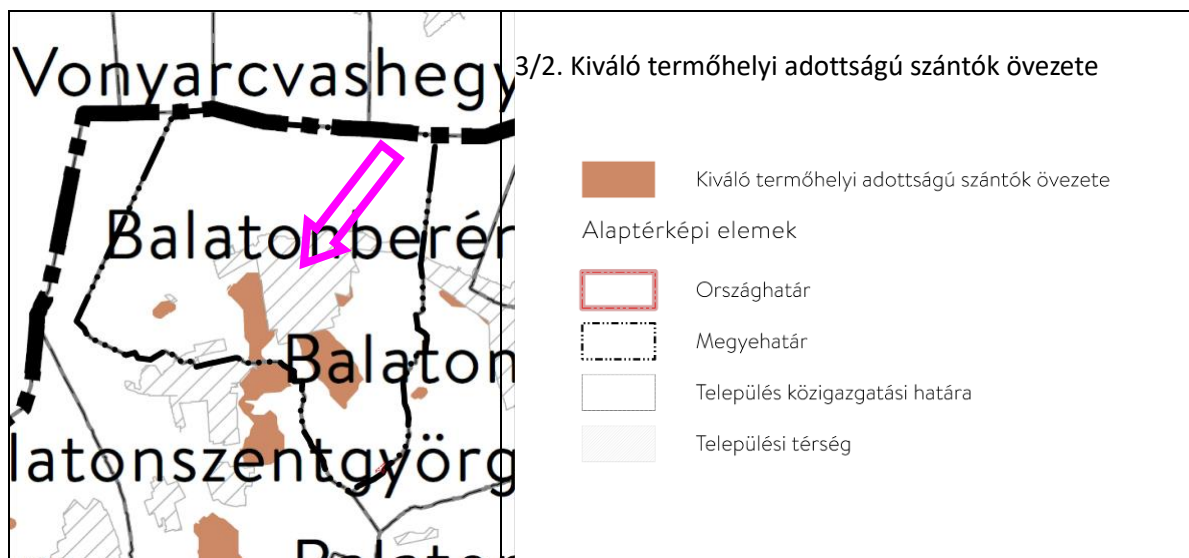 Vonyarcvashegy
Balatonberén
Balaton
latonszentgyörg
Balaton
3/2. Kiváló termőhelyi adottságú szántók övezete
Kiváló termőhelyi adottságú szántók övezete
Alaptérképi elemek
Országhatár
Megyehatár
Település közigazgatási határa
Települési térség